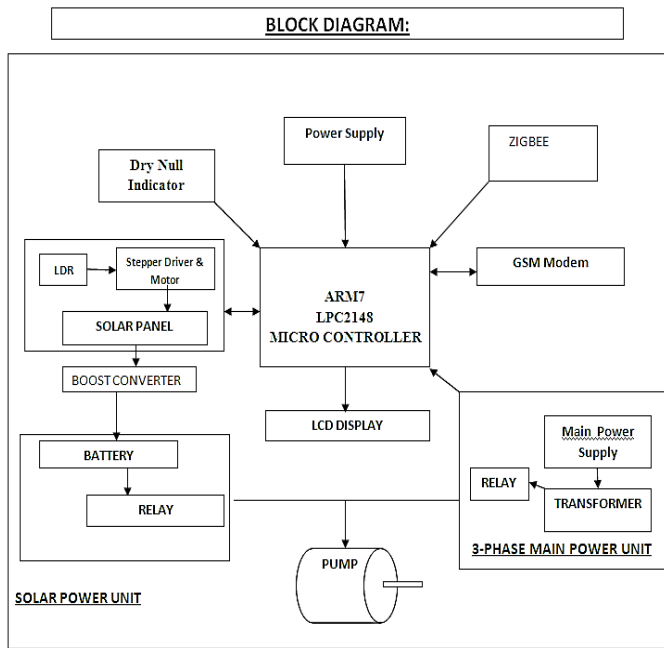 BLOCK DIAGRAM:
Power Supply
ZIGBEE
Dry Null
Indicator
LDR
Stepper Driver &
Motor
SOLAR PANEL
ARM7
LPC2148
MICRO CONTROLLER
GSM Modem
BOOST CONVERTER
LCD DISPLAY
BATTERY
RELAY
Main Power
Supply
RELAY
TRANSFORMER
3-PHASE MAIN POWER UNIT
PUMP
SOLAR POWER UNIT